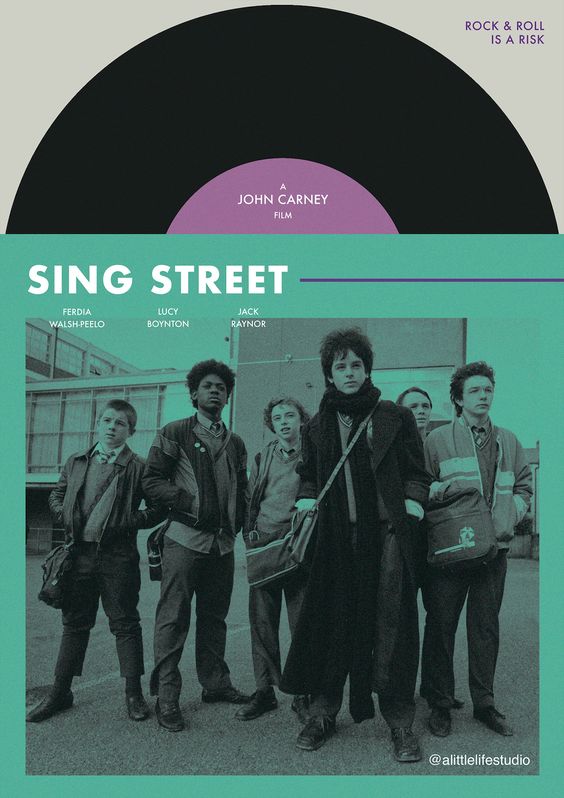 ROCK & ROLL
IS A RISK
A
JOHN CARNEY
FILM
SING STREET
FERDIA
WALSH-PEELO
LUCY
BOYNTON
JACK
RAYNOR
@alittlelifestudio